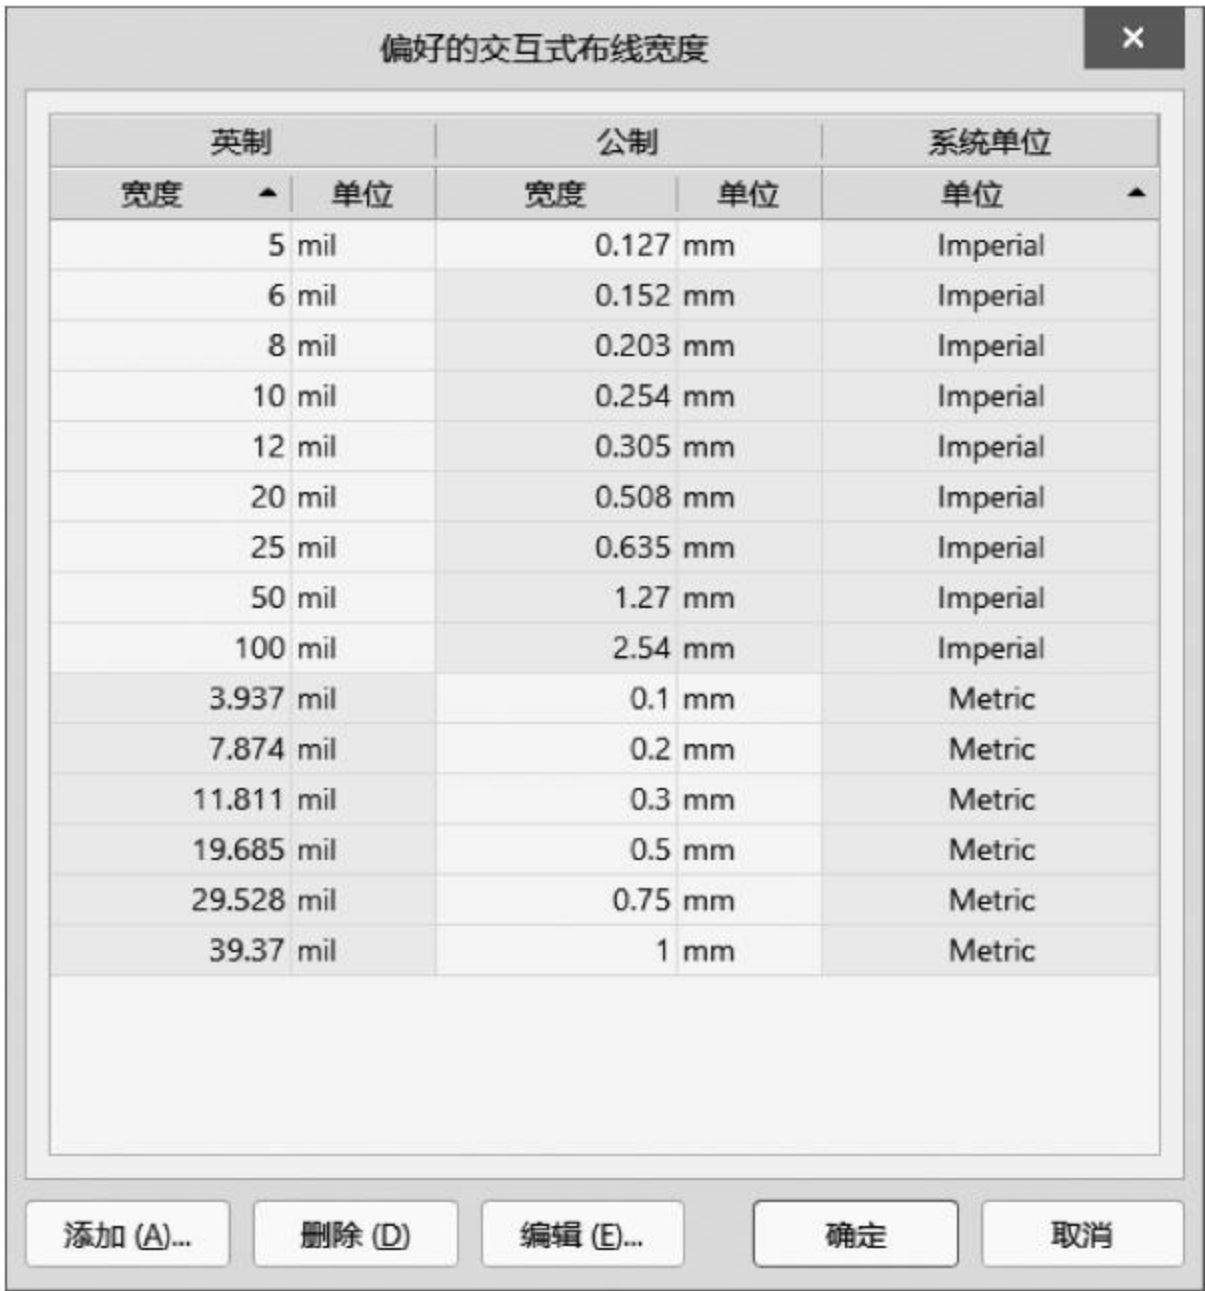 偏好的交互式布线宽度
英制 公制 系统单位
宽度 单位 宽度 单位 单位
5 mil 0.127 mm Imperial
6 mil 0.152 mm Imperial
8 mil 0.203 mm Imperial
10 mil 0.254 mm Imperial
12 mil 0.305 mm Imperial
20 mil 0.508 mm Imperial
25 mil 0.635 mm Imperial
50 mil 1.27 mm Imperial
100 mil 2.54 mm Imperial
3.937 mil 0.1 mm Metric
7.874 mil 0.2 mm Metric
11.811 mil 0.3 mm Metric
19.685 mil 0.5 mm Metric
29.528 mil 0.75 mm Metric
39.37 mil 1 mm Metric
添加 (A)... 删除 (D) 编辑 (E)... 确定 取消